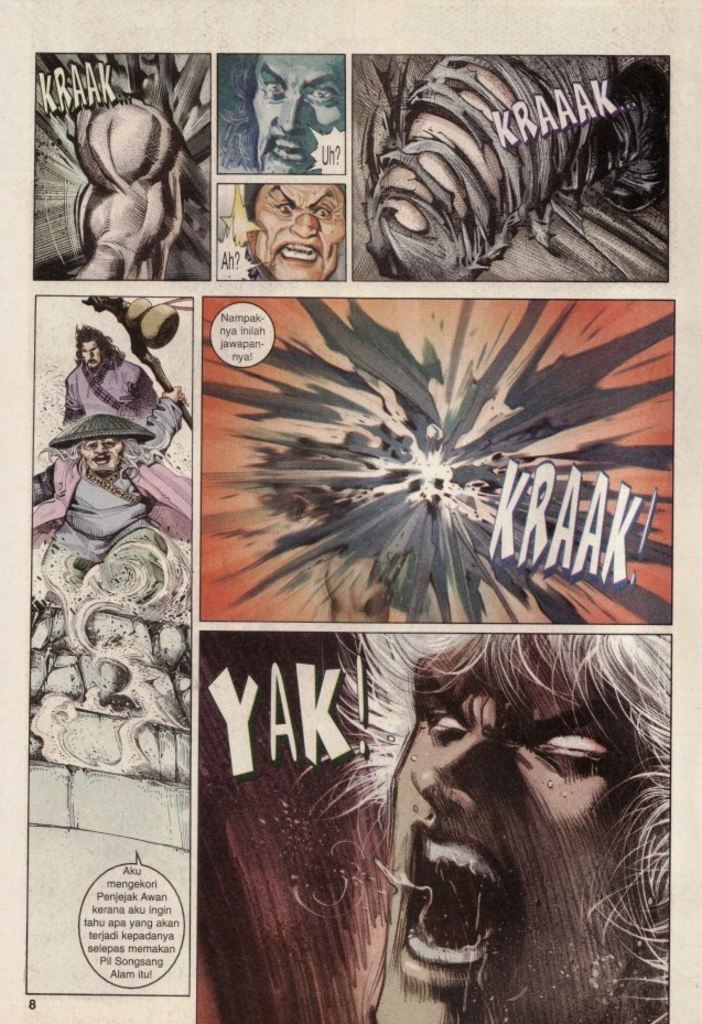 KRAAK...
Uh?
Ah?
KRAAAK...
Nampak-
nya inilah
jawapan-
nya!
KRAAK!
Aku
mengekori
Penjejak Awan
kerana aku ingin
tahu apa yang akan
terjadi kepadanya
selepas memakan
Pil Songsang
Alam itu!
YAK!
8